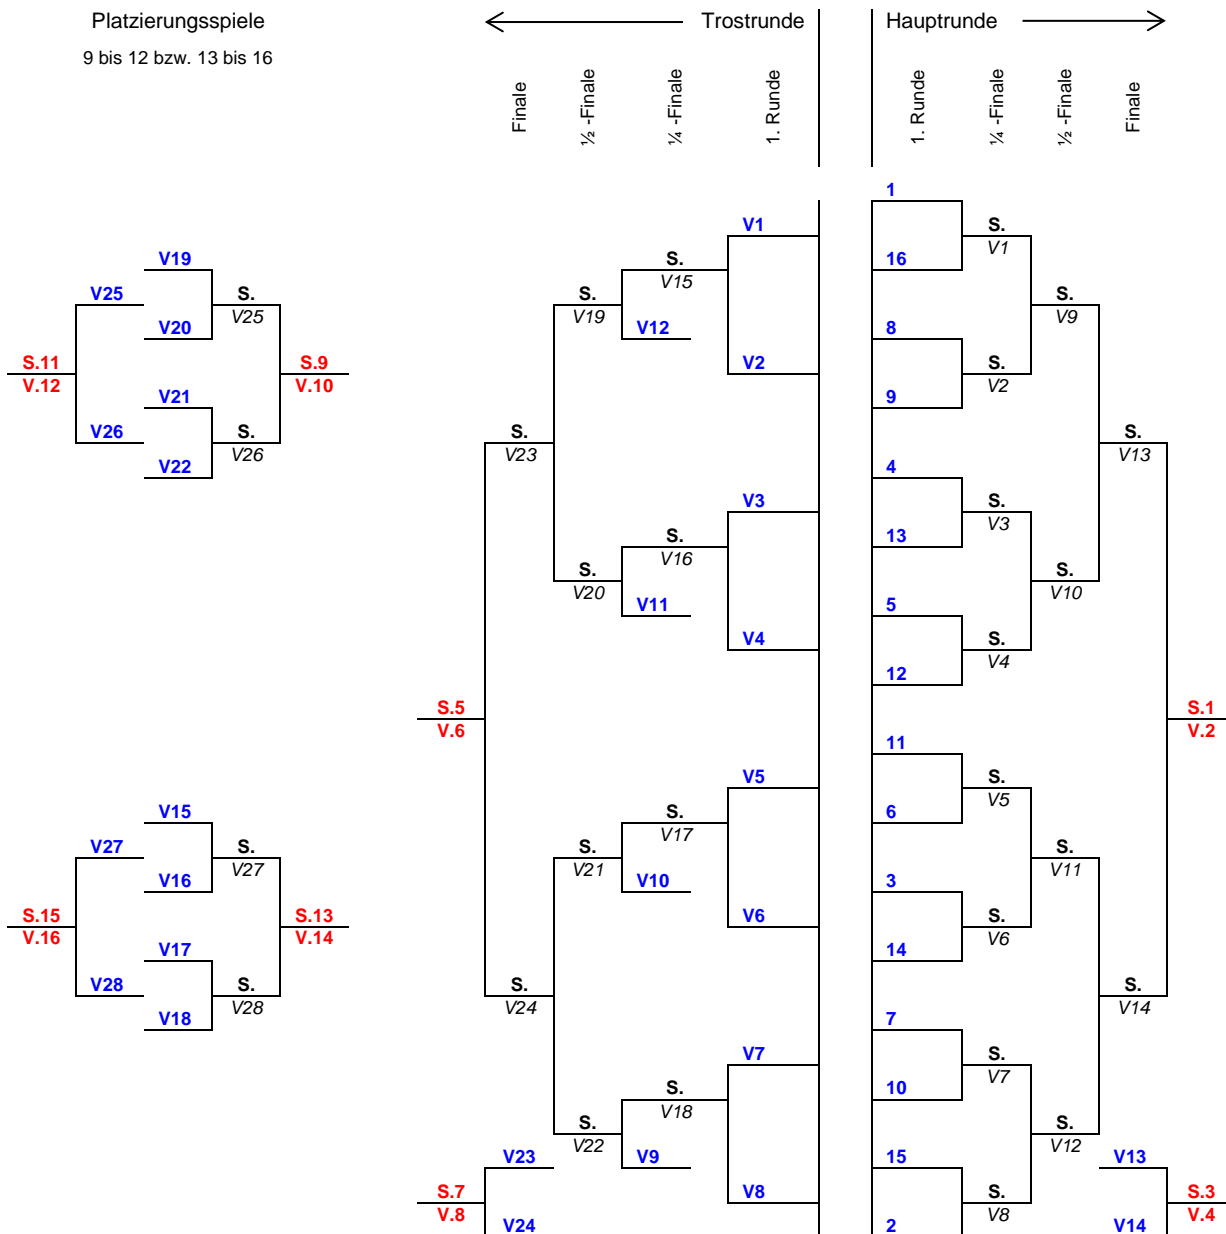 Platzierungsspiele
9 bis 12 bzw. 13 bis 16
Trostrunde
Hauptrunde
Finale
½ -Finale
¼ -Finale
1. Runde
1. Runde
¼ -Finale
½ -Finale
Finale
V19
V25
S.
V25
V20
S.11
V.12
S.9
V.10
V21
V26
S.
V26
V22
V15
V27
S.
V27
V16
S.15
V.16
S.13
V.14
V17
V28
S.
V28
V18
V1
S.
V15
S.
V19
V12
V2
S.
V23
V3
S.
V16
S.
V20
V11
V4
S.5
V.6
V5
S.
V17
S.
V21
V10
V6
S.
V24
V7
S.
V18
S.
V22
V9
V8
V23
S.7
V.8
V24
1
S.
V1
16
S.
V9
8
S.
V2
9
S.
V13
4
S.
V3
13
S.
V10
5
S.
V4
12
S.1
V.2
11
S.
V5
6
S.
V11
3
S.
V6
14
S.
V14
7
S.
V7
10
S.
V12
15
S.
V8
2
V13
S.3
V.4
V14